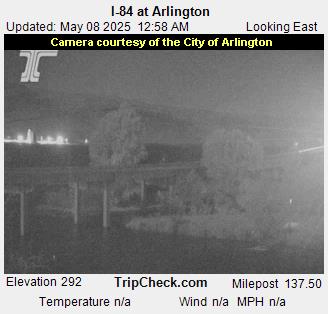 I-84 at Arlington
Updated: May 08 2025 12:58 AM Looking East
Camera courtesy of the City of Arlington
Elevation 292 TripCheck.com Milepost 137.50
Temperature n/a Wind n/a MPH n/a